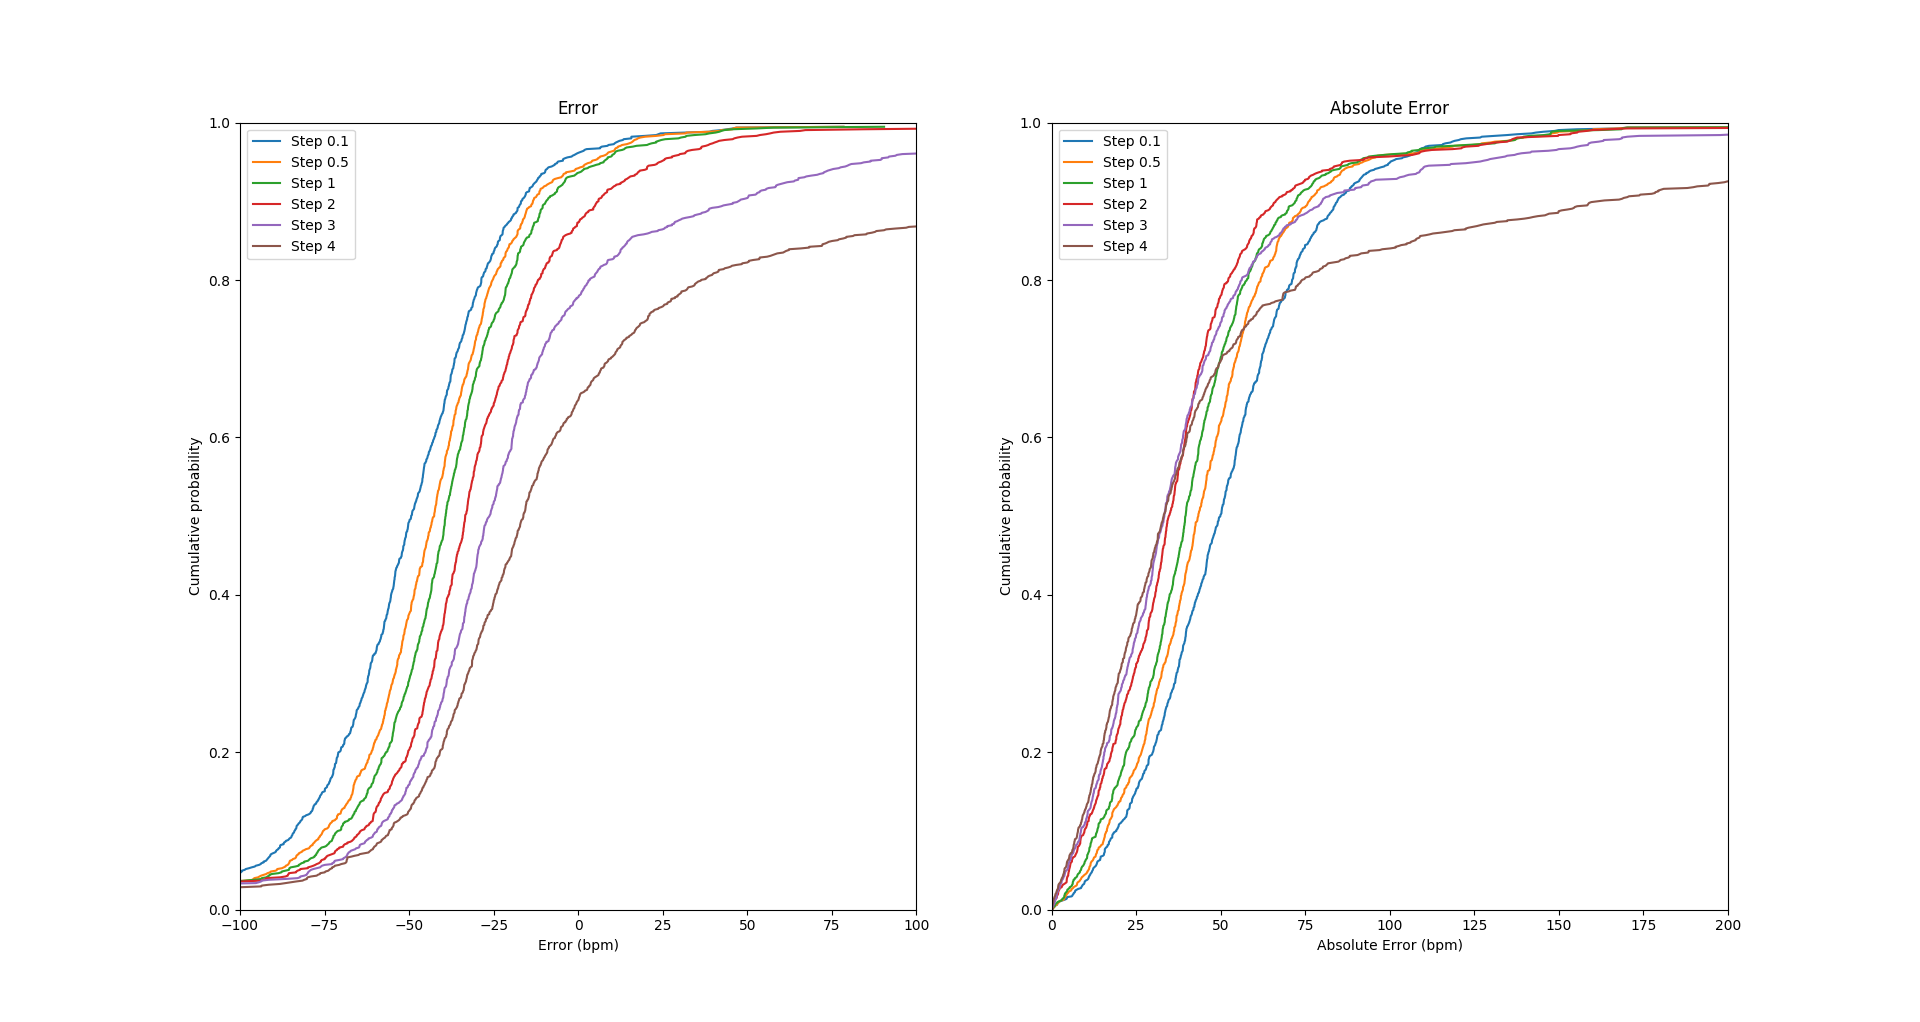 Error
Step 0.1
Step 0.5
Step 1
Step 2
Step 3
Step 4
Cumulative probability
1.0
0.8
0.6
0.4
0.2
0.0
−100 −75 −50 −25 0 25 50 75 100
Error (bpm)
Absolute Error
Step 0.1
Step 0.5
Step 1
Step 2
Step 3
Step 4
Cumulative probability
1.0
0.8
0.6
0.4
0.2
0.0
0 25 50 75 100 125 150 175 200
Absolute Error (bpm)